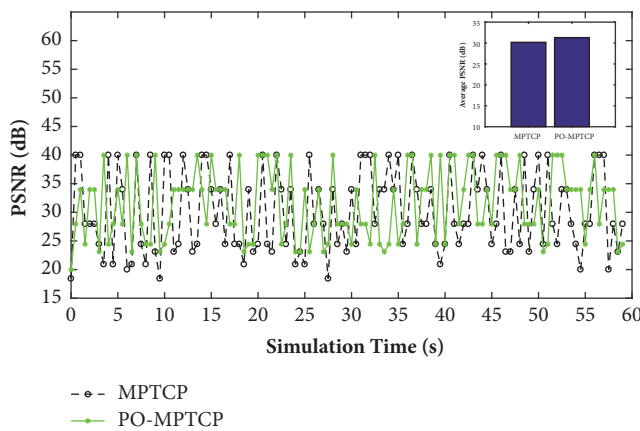 PSNR (dB)
65
60
55
50
45
40
35
30
25
20
15
0 5 10 15 20 25 30 35 40 45 50 55 60
Simulation Time (s)
Average PSNR (dB)
35
30
25
20
15
10
MPTCP PO-MPTCP
MPTCP
PO-MPTCP